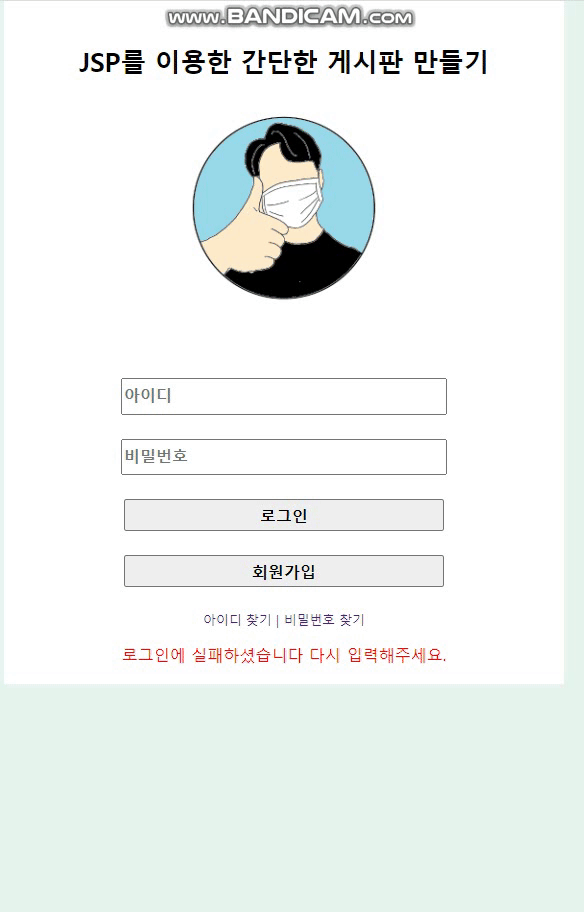 www.BANDICAM.com
JSP를 이용한 간단한 게시판 만들기
아이디
비밀번호
로그인
회원가입
아이디 찾기 | 비밀번호 찾기
로그인에 실패하셨습니다 다시 입력해주세요.